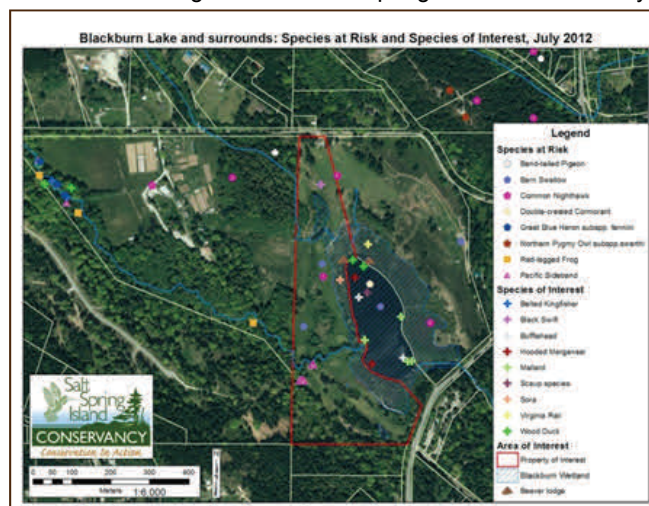 Blackburn Lake and surrounds: Species at Risk and Species of Interest, July 2012
Legend
Species at Risk
Band-tailed Pigeon
Barn Swallow
Common Nighthawk
Double-crested Cormorant
Great Blue Heron subspp. fannini
Northern Pygmy Owl subspp.swarthi
Red-legged Frog
Pacific Sideband
Species of Interest
Belted Kingfisher
Black Swift
Bufflehead
Hooded Merganser
Mallard
Scaup species
Sora
Virginia Rail
Wood Duck
Area of Interest
Property of Interest
Blackburn Wetland
Beaver lodge
Salt
Spring
Island
CONSERVANCY
Conservation In Action
0 50 100 200 300 400
Meters 1:6,000